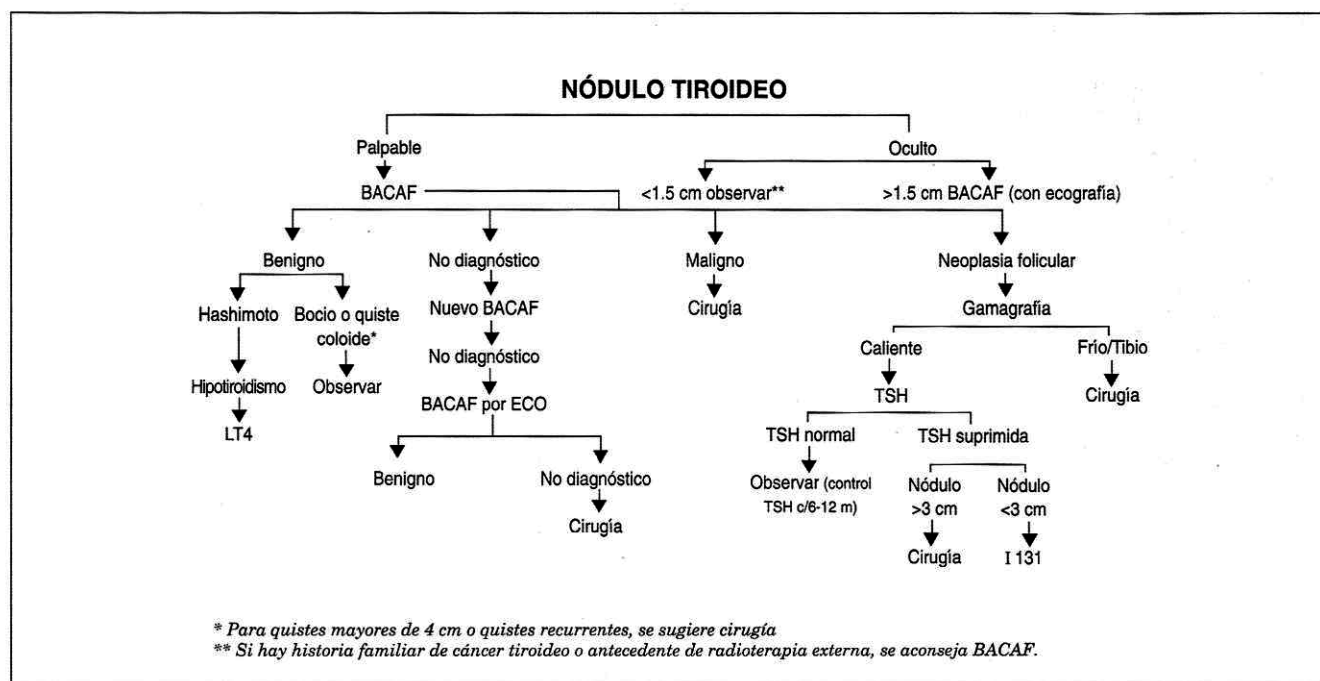 NÓDULO TIROIDEO
Palpable
Oculto
BACAF
<1.5 cm observar**
>1.5 cm BACAF (con ecografía)
Benigno
No diagnóstico
Maligno
Neoplasia folicular
Hashimoto
Bocio o quiste
coloide*
Nuevo BACAF
Cirugía
Gamagrafía
Hipotiroidismo
Observar
No diagnóstico
Caliente
Frío/Tibio
LT4
BACAF por ECO
TSH
Cirugía
Benigno
No diagnóstico
TSH normal
TSH suprimida
Cirugía
Observar (control
TSH c/6-12 m)
Nódulo
>3 cm
Nódulo
<3 cm
Cirugía
I 131
* Para quistes mayores de 4 cm o quistes recurrentes, se sugiere cirugía
** Si hay historia familiar de cáncer tiroideo o antecedente de radioterapia externa, se aconseja BACAF.